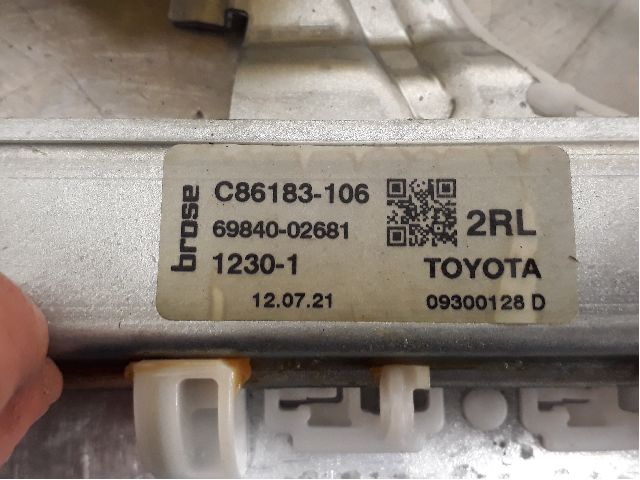 brose
C86183-106
69840-02681
2RL
1230-1
TOYOTA
12.07.21
09300128 D